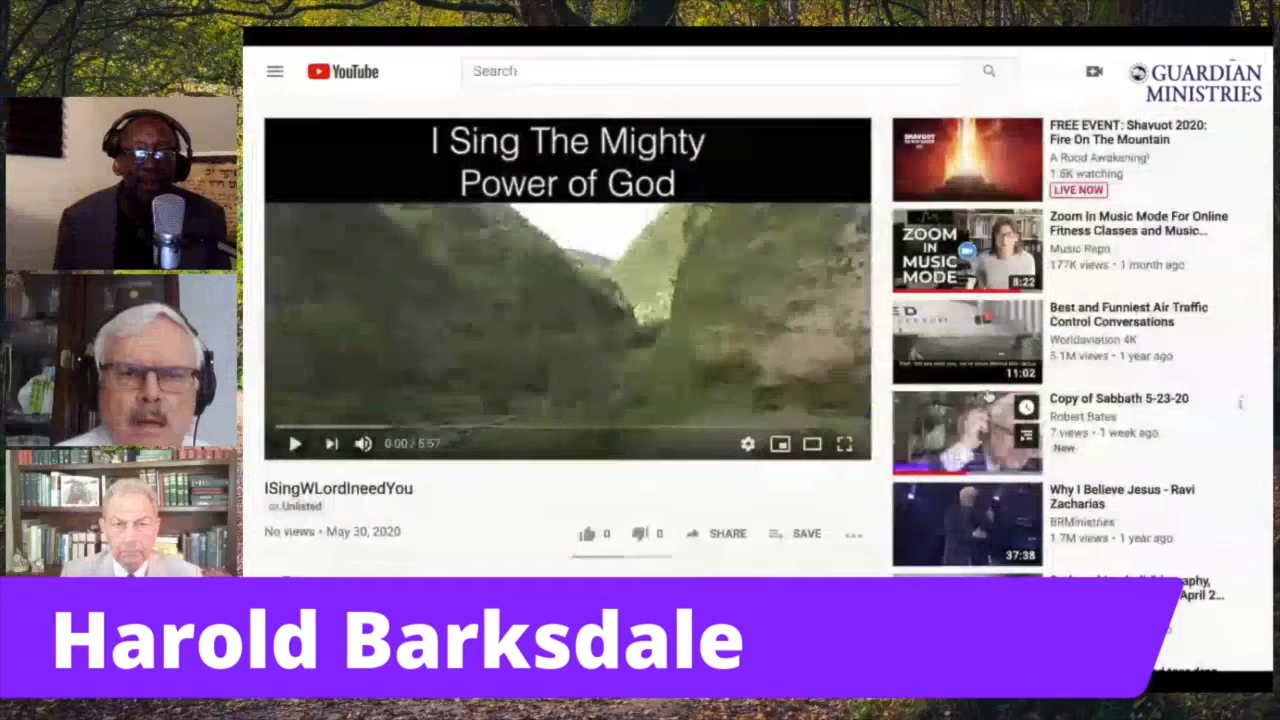 YouTube
Search
GUARDIAN
MINISTRIES
I Sing The Mighty
Power of God
0:00 / 5:57
ISingWLordIneedYou
Unlisted
No views • May 30, 2020
0
0
SHARE
SAVE
SHAVUOT
FREE EVENT: Shavuot 2020:
Fire On The Mountain
A Rood Awakening!
1.6K watching
LIVE NOW
ZOOM
IN
MUSIC
MODE
8:22
Zoom In Music Mode For Online
Fitness Classes and Music...
Music Repo
177K views • 1 month ago
11:02
Best and Funniest Air Traffic
Control Conversations
Worldaviation 4K
5.1M views • 1 year ago
Copy of Sabbath 5-23-20
Robert Bates
7 views • 1 week ago
New
37:38
Why I Believe Jesus - Ravi
Zacharias
BRMinistries
1.7M views • 1 year ago
April 2...
Harold Barksdale